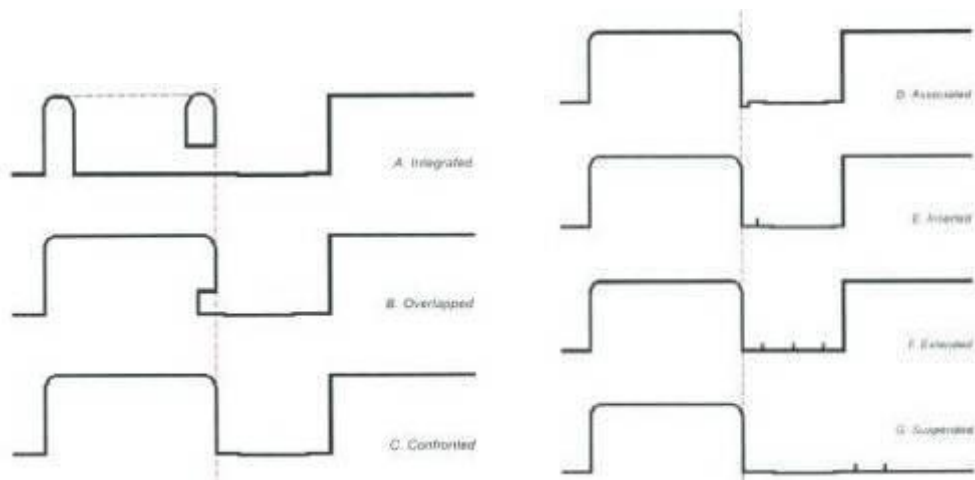 A. Integrated
B. Overlapped
C. Confronted
D. Associated
E. Inserted
F. Extended
G. Suspended